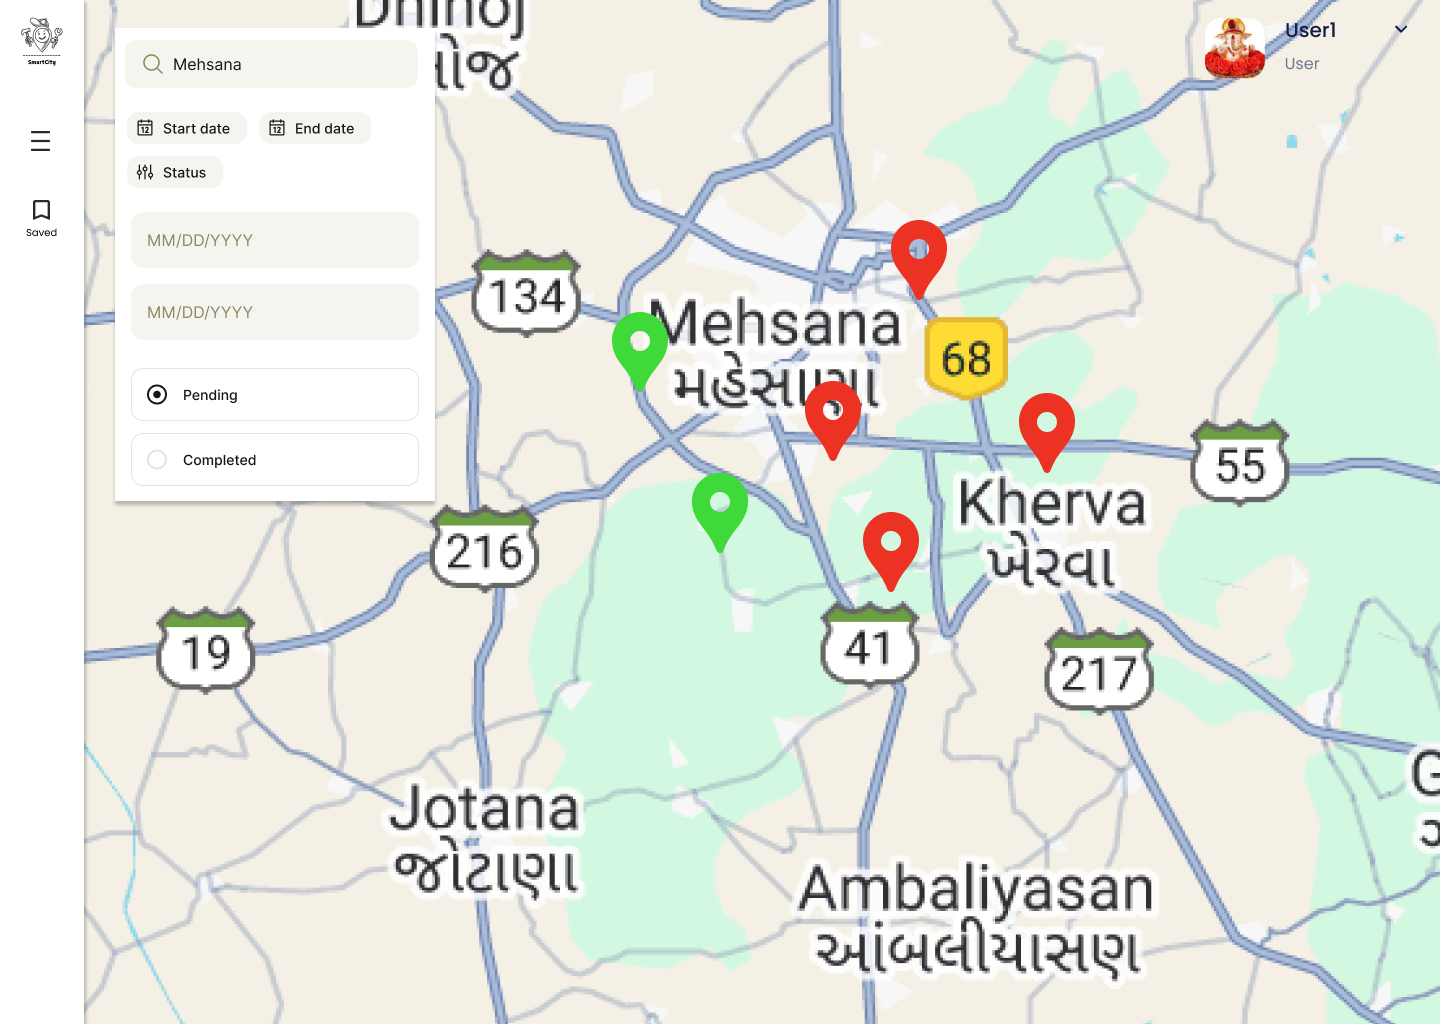 SmartCity
Saved
Mehsana
Start date
End date
Status
MM/DD/YYYY
MM/DD/YYYY
Pending
Completed
User1
User
134
Mehsana
મહેસાણા
68
55
Kherva
ખેરવા
216
19
41
217
Jotana
જોટાણા
Ambaliyasan
આંબલીયાસણ